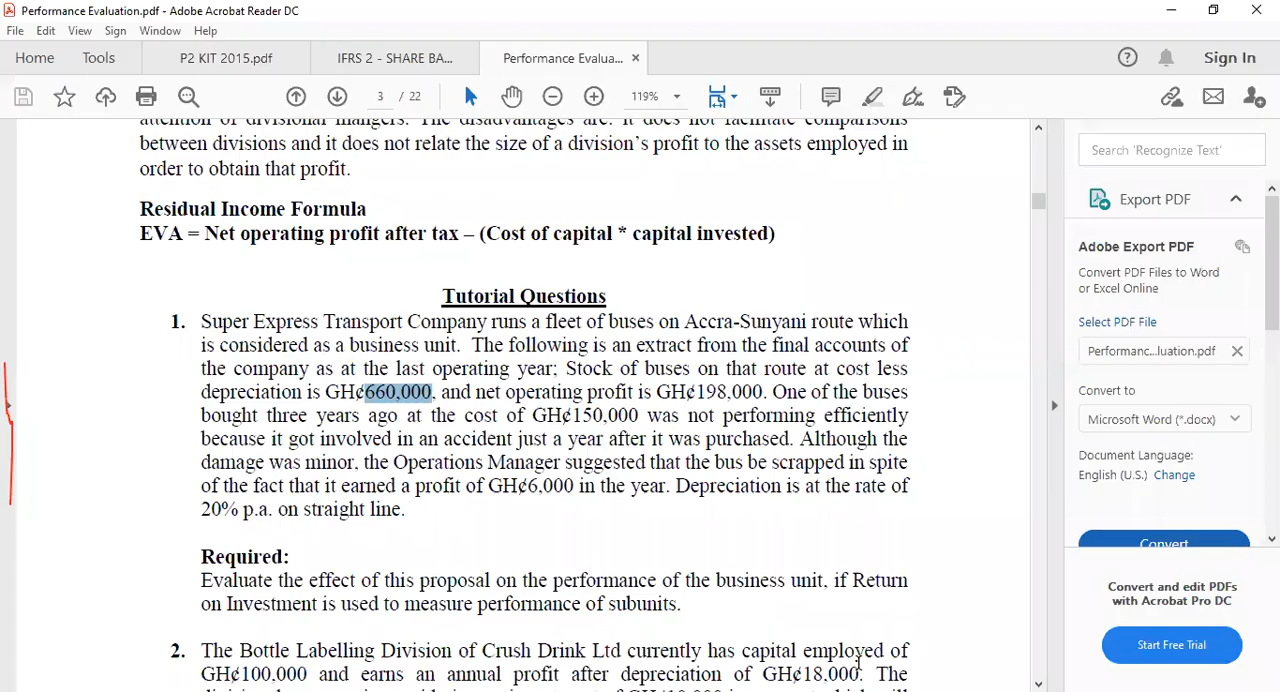 Performance Evaluation.pdf - Adobe Acrobat Reader DC
File Edit View Sign Window Help
Home Tools P2 KIT 2015.pdf IFRS 2 - SHARE BA... Performance Evalua... × Sign In
3 / 22 119%
attention of divisional mangers. The disadvantages are: It does not facilitate comparisons
between divisions and it does not relate the size of a division's profit to the assets employed in
order to obtain that profit.
Residual Income Formula
EVA = Net operating profit after tax – (Cost of capital * capital invested)
Tutorial Questions
1. Super Express Transport Company runs a fleet of buses on Accra-Sunyani route which
is considered as a business unit. The following is an extract from the final accounts of
the company as at the last operating year; Stock of buses on that route at cost less
depreciation is GH¢660,000, and net operating profit is GH¢198,000. One of the buses
bought three years ago at the cost of GH¢150,000 was not performing efficiently
because it got involved in an accident just a year after it was purchased. Although the
damage was minor, the Operations Manager suggested that the bus be scrapped in spite
of the fact that it earned a profit of GH¢6,000 in the year. Depreciation is at the rate of
20% p.a. on straight line.
Required:
Evaluate the effect of this proposal on the performance of the business unit, if Return
on Investment is used to measure performance of subunits.
2. The Bottle Labelling Division of Crush Drink Ltd currently has capital employed of
GH¢100,000 and earns an annual profit after depreciation of GH¢18,000. The
Search 'Recognize Text'
Export PDF
Adobe Export PDF
Convert PDF Files to Word
or Excel Online
Select PDF File
Performanc...luation.pdf ×
Convert to
Microsoft Word (*.docx)
Document Language:
English (U.S.) Change
Convert
Convert and edit PDFs
with Acrobat Pro DC
Start Free Trial